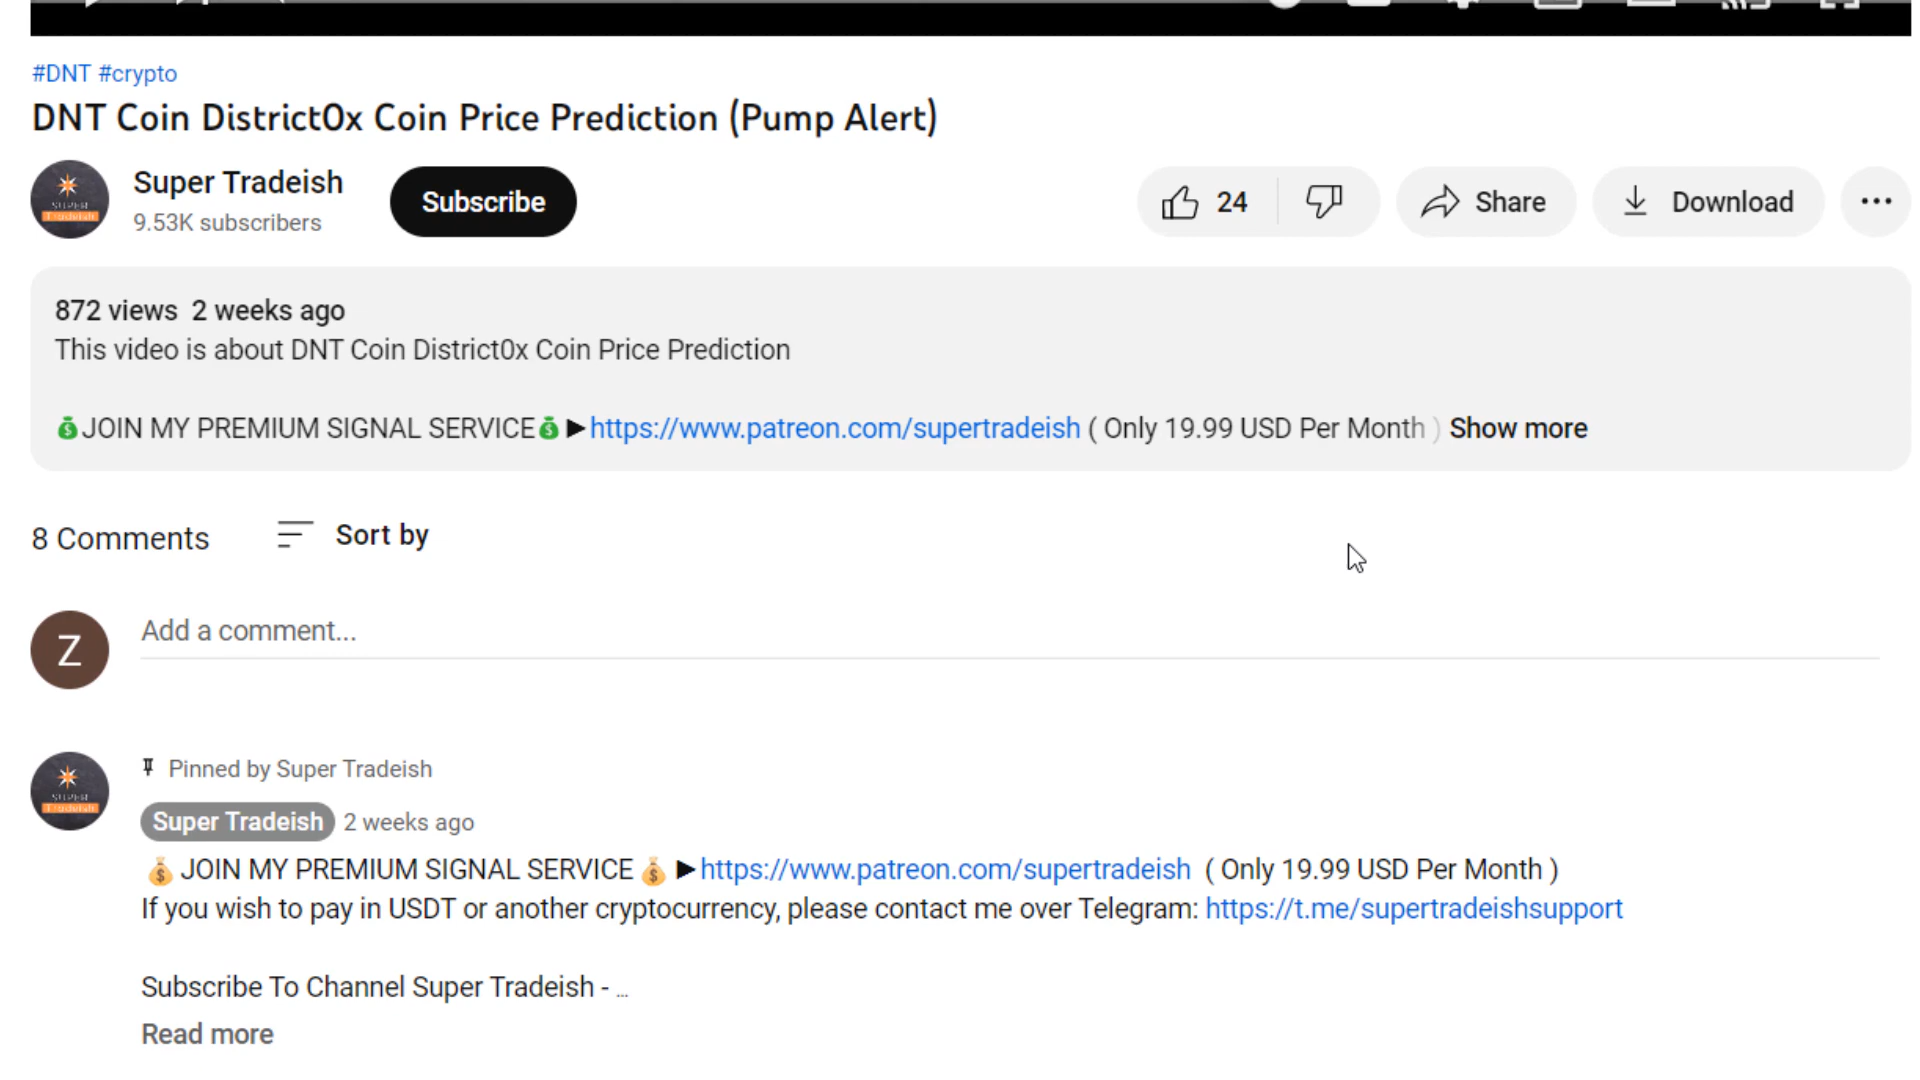 #DNT #crypto
DNT Coin District0x Coin Price Prediction (Pump Alert)
Super Tradeish
9.53K subscribers
Subscribe
24
Share
Download
872 views 2 weeks ago
This video is about DNT Coin District0x Coin Price Prediction
💰JOIN MY PREMIUM SIGNAL SERVICE💰►https://www.patreon.com/supertradeish ( Only 19.99 USD Per Month ) Show more
8 Comments
Sort by
Z
Add a comment...
SUPER
Tradeish
Pinned by Super Tradeish
Super Tradeish 2 weeks ago
💰 JOIN MY PREMIUM SIGNAL SERVICE 💰 ►https://www.patreon.com/supertradeish ( Only 19.99 USD Per Month )
If you wish to pay in USDT or another cryptocurrency, please contact me over Telegram: https://t.me/supertradeishsupport
Subscribe To Channel Super Tradeish - ...
Read more